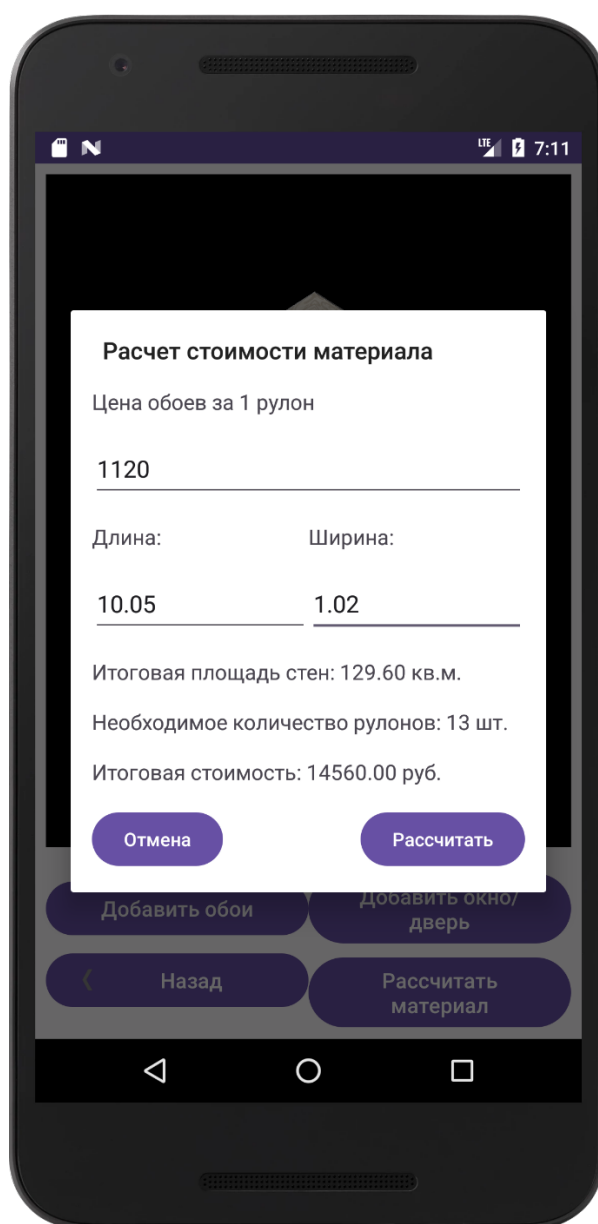 LTE 7:11
Расчет стоимости материала
Цена обоев за 1 рулон
1120
Длина: Ширина:
10.05 1.02
Итоговая площадь стен: 129.60 кв.м.
Необходимое количество рулонов: 13 шт.
Итоговая стоимость: 14560.00 руб.
Отмена Рассчитать
Добавить обои
Добавить окно/
дверь
Назад
Рассчитать
материал